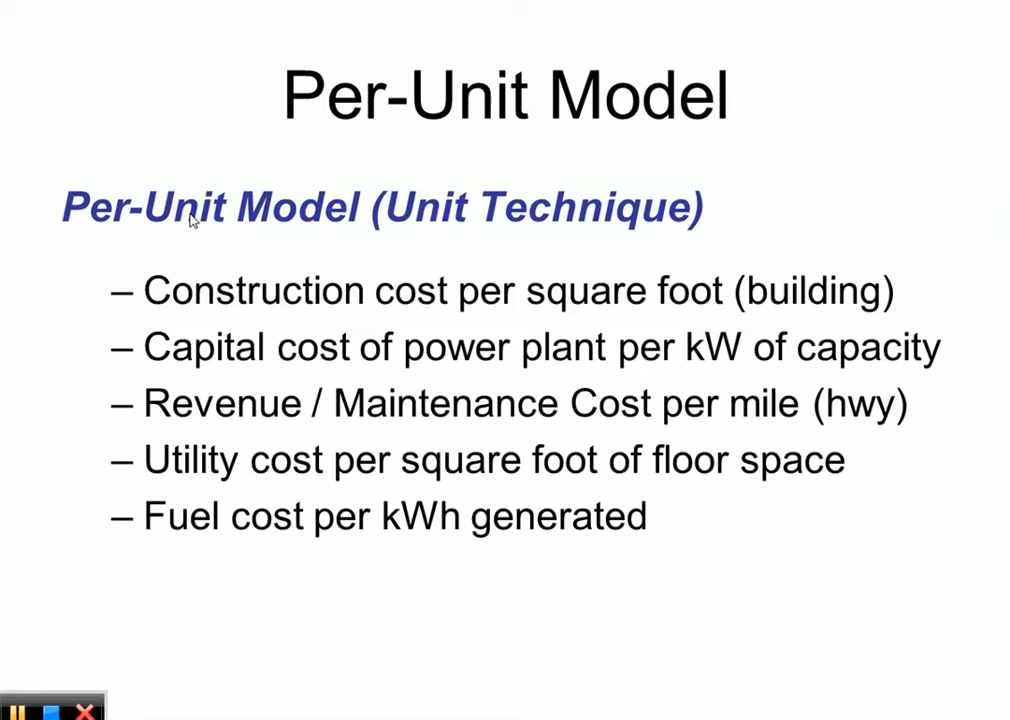 Per-Unit Model
Per-Unit Model (Unit Technique)
– Construction cost per square foot (building)
– Capital cost of power plant per kW of capacity
– Revenue / Maintenance Cost per mile (hwy)
– Utility cost per square foot of floor space
– Fuel cost per kWh generated